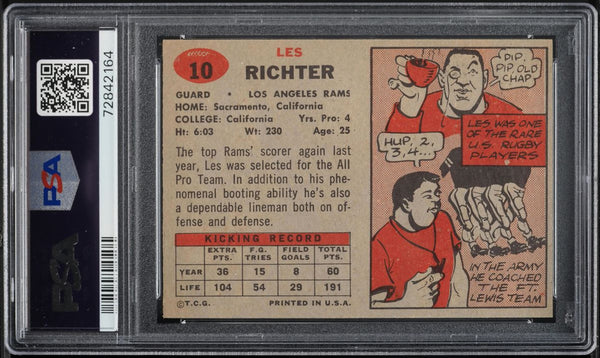 72842164
PSA
PSA
10
LES
RICHTER
GUARD • LOS ANGELES RAMS
HOME: Sacramento, California
COLLEGE: California Yrs. Pro: 4
Ht: 6:03 Wt: 230 Age: 25
The top Rams' scorer again last
year, Les was selected for the All
Pro Team. In addition to his phe-
nomenal booting ability he's also
a dependable lineman both on of-
fense and defense.
KICKING RECORD
EXTRA PTS. F.G. TRIES FIELD GOALS TOTAL PTS.
YEAR 36 15 8 60
LIFE 104 54 29 191
©T.C.G. PRINTED IN U.S.A.
DIP,
DIP, OLD
CHAP
LES WAS ONE
OF THE RARE
U.S. RUGBY
PLAYERS
HUP, 2,
3, 4...
IN THE ARMY
HE COACHED
THE FT.
LEWIS TEAM